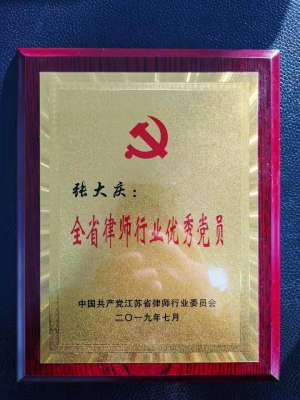 张大庆：
全省律师行业优秀党员
中国共产党江苏省律师行业委员会
二〇一九年七月